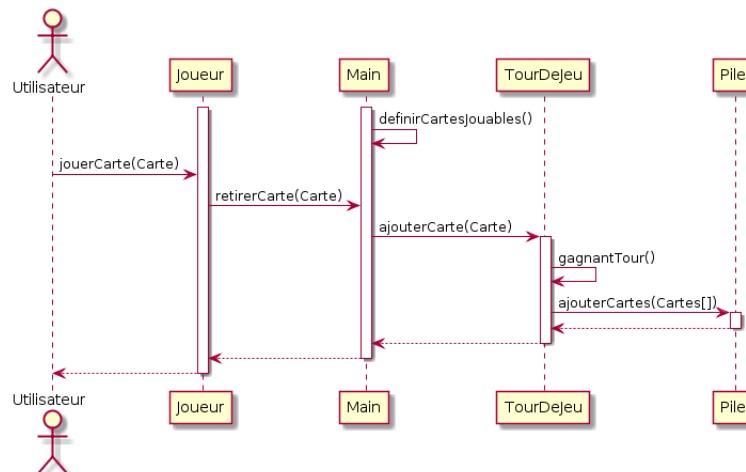 Utilisateur
Joueur
Main
TourDeJeu
Pile
definirCartesJouables()
jouerCarte(Carte)
retirerCarte(Carte)
ajouterCarte(Carte)
gagnantTour()
ajouterCartes(Cartes[])
Utilisateur
Joueur
Main
TourDeJeu
Pile